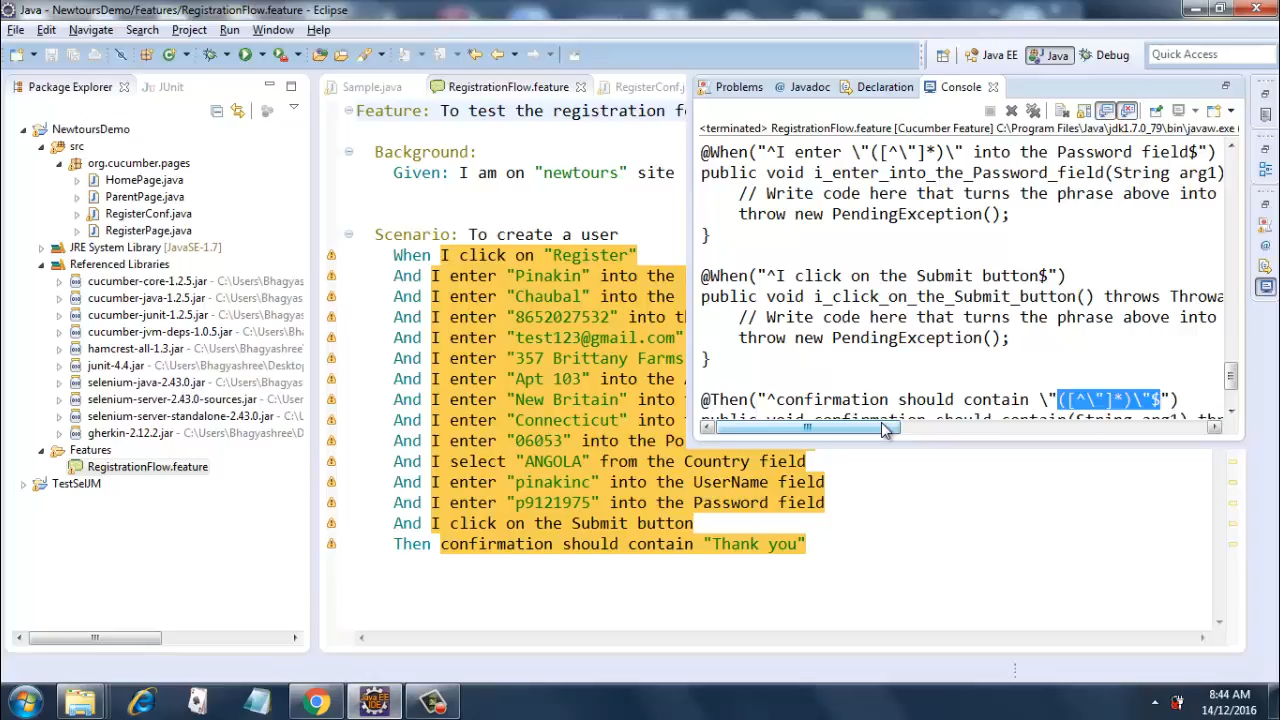 Java - NewtoursDemo/Features/RegistrationFlow.feature - Eclipse
File Edit Navigate Search Project Run Window Help
Java EE Java Debug Quick Access
Package Explorer JUnit
NewtoursDemo
src
org.cucumber.pages
HomePage.java
ParentPage.java
RegisterConf.java
RegisterPage.java
JRE System Library [JavaSE-1.7]
Referenced Libraries
cucumber-core-1.2.5.jar - C:\Users\Bhagyas
cucumber-java-1.2.5.jar - C:\Users\Bhagyas
cucumber-junit-1.2.5.jar - C:\Users\Bhagyas
cucumber-jvm-deps-1.0.5.jar - C:\Users\Bh
hamcrest-all-1.3.jar - C:\Users\Bhagyashree
junit-4.4.jar - C:\Users\Bhagyashree\Deskto
selenium-java-2.43.0.jar - C:\Users\Bhagya
selenium-server-2.43.0-sources.jar - C:\User
selenium-server-standalone-2.43.0.jar - C:\U
gherkin-2.12.2.jar - C:\Users\Bhagyashree\
Features
RegistrationFlow.feature
TestSelJM
Sample.java RegistrationFlow.feature RegisterConf.j
Feature: To test the registration f
Background:
Given: I am on "newtours" site
Scenario: To create a user
When I click on "Register"
And I enter "Pinakin" into the
And I enter "Chaubal" into the
And I enter "8652027532" into th
And I enter "test123@gmail.com"
And I enter "357 Brittany Farms
And I enter "Apt 103" into the A
And I enter "New Britain" into t
And I enter "Connecticut" into t
And I enter "06053" into the Po
And I select "ANGOLA" from the Country field
And I enter "pinakinc" into the UserName field
And I enter "p9121975" into the Password field
And I click on the Submit button
Then confirmation should contain "Thank you"
Problems Javadoc Declaration Console
<terminated> RegistrationFlow.feature [Cucumber Feature] C:\Program Files\Java\jdk1.7.0_79\bin\javaw.exe
@When("^I enter \"([^\"]*)\" into the Password field$")
public void i_enter_into_the_Password_field(String arg1)
// Write code here that turns the phrase above into
throw new PendingException();
}
@When("^I click on the Submit button$")
public void i_click_on_the_Submit_button() throws Throwa
// Write code here that turns the phrase above into
throw new PendingException();
}
@Then("^confirmation should contain \"([^\"]*)\"$")
public void confirmation_should_contain(String arg1) thr
8:44 AM
14/12/2016